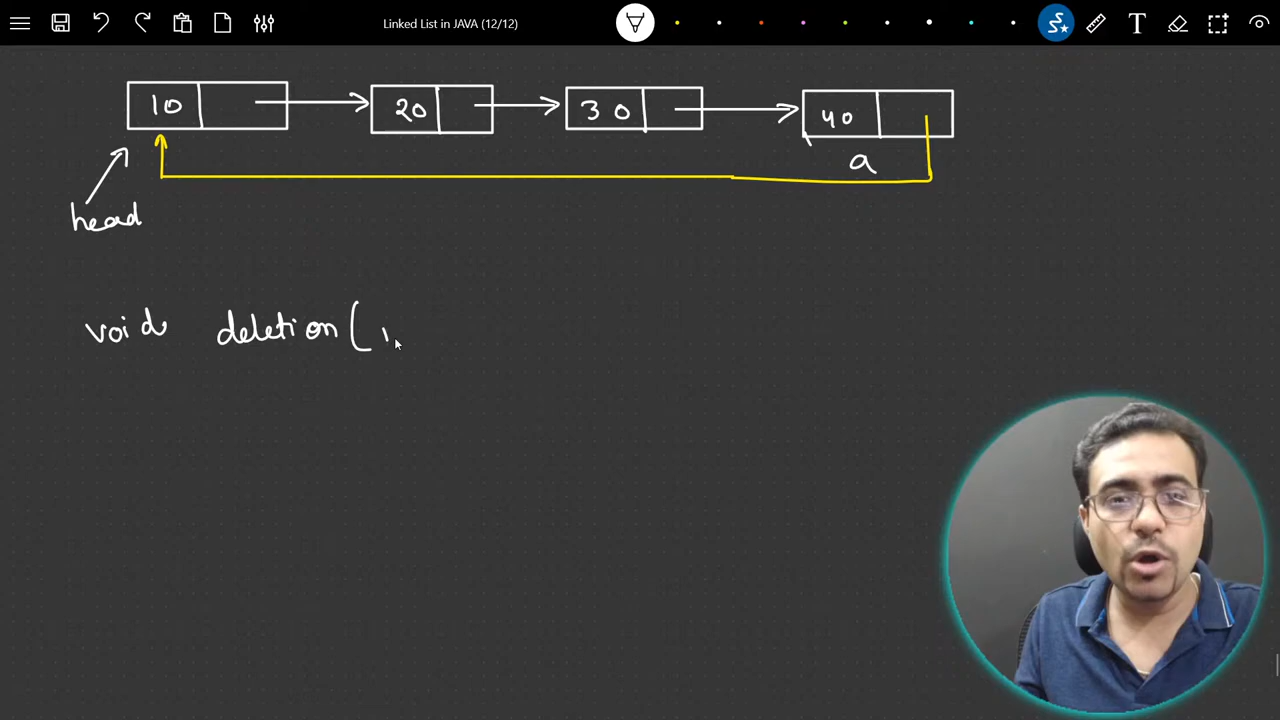 Linked List in JAVA (12/12)
T
10 20 30 40
a
head
void deletion(